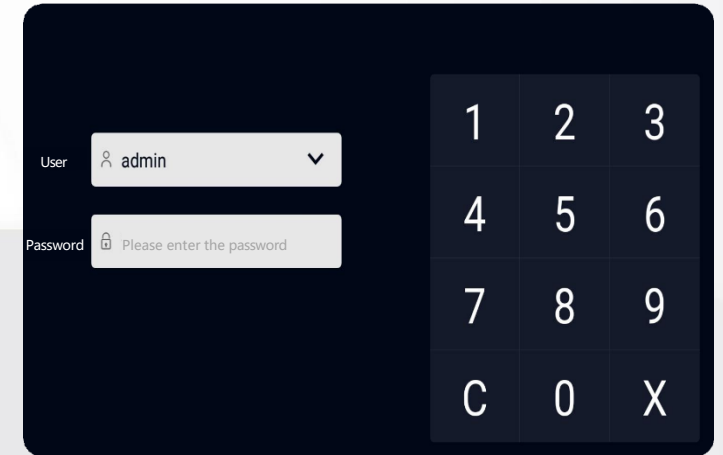 User
admin
Password
Please enter the password
1 2 3
4 5 6
7 8 9
C 0 X